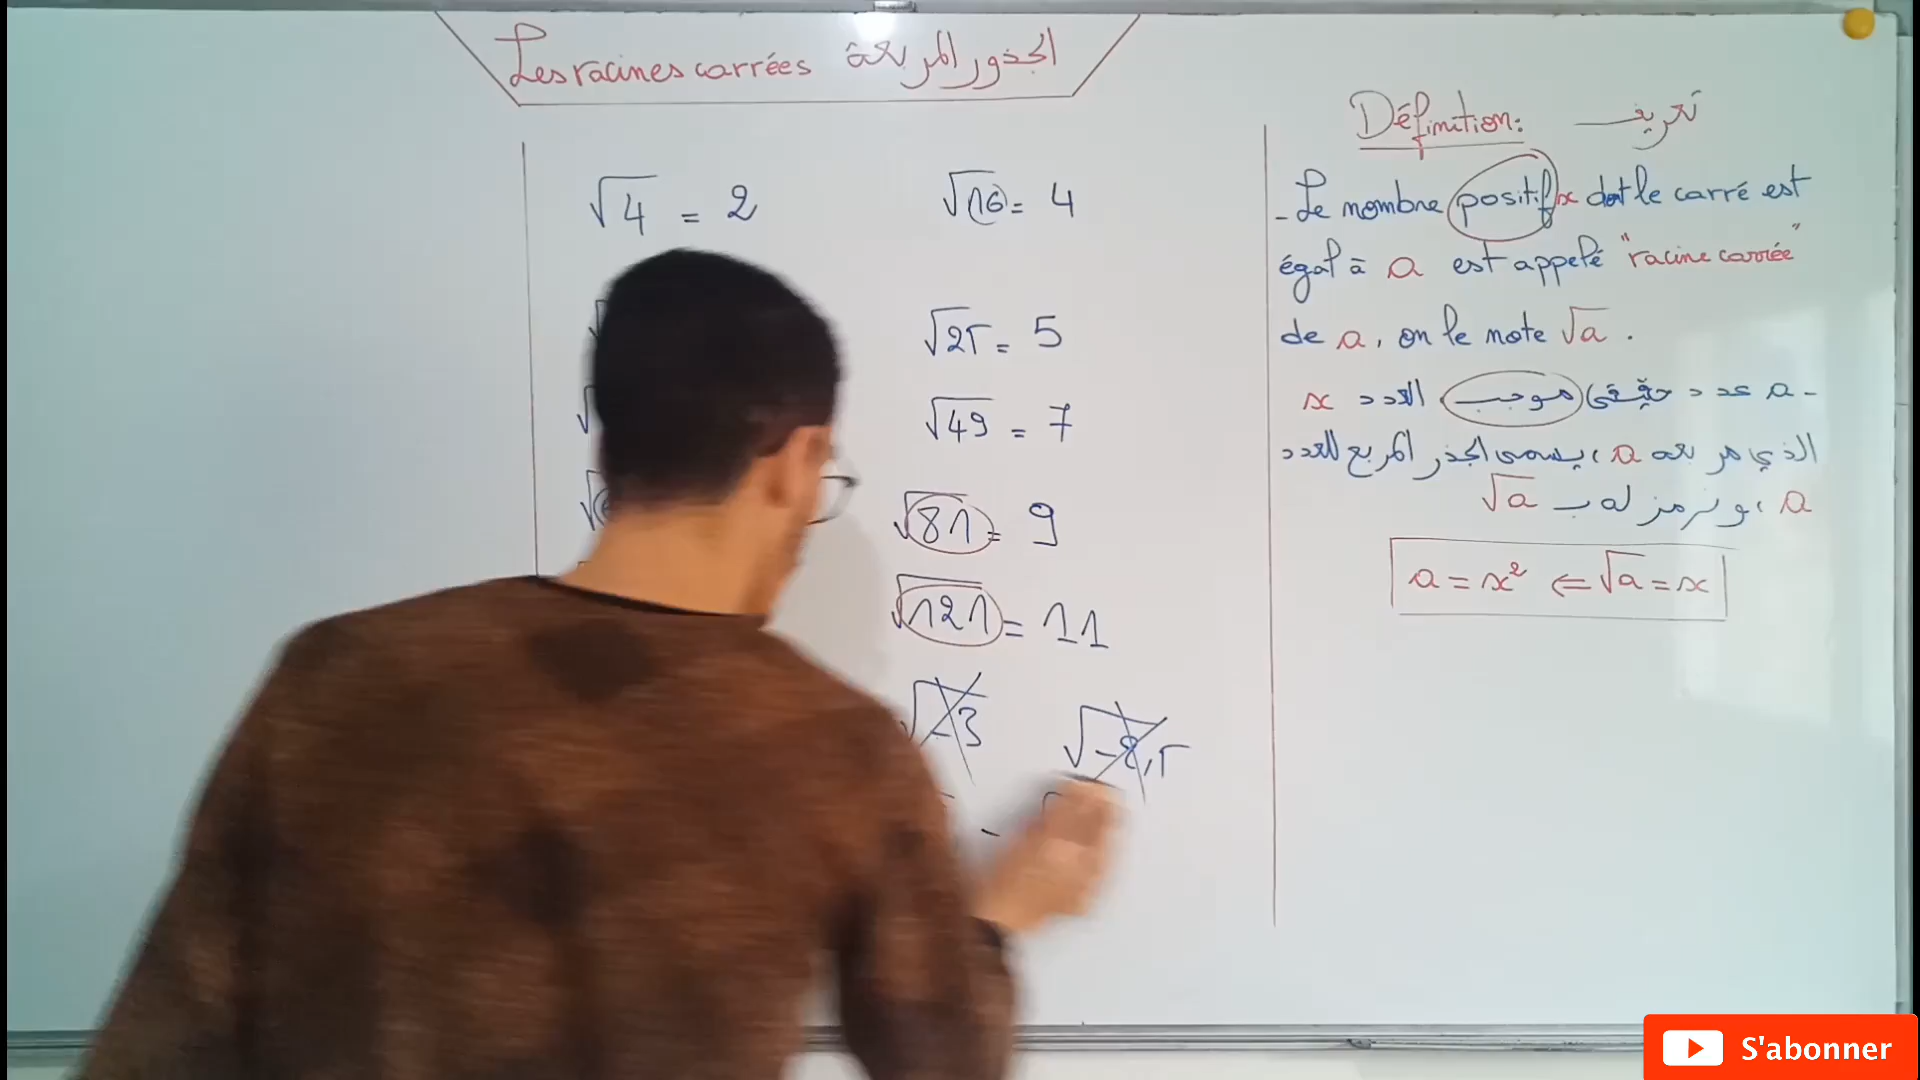 Les racines carrées الجذور المربعة
√4 = 2
√16 = 4
√25 = 5
√49 = 7
√81 = 9
√121 = 11
√-3
√-8,5
Définition: تعريف
- Le nombre positif x dont le carré est
égal à a est appelé "racine carrée"
de a, on le note √a .
- a عدد حقيقي موجب، العدد x
الذي مربعه a، يسمى الجذر المربع للعدد
a، ونرمز له ب √a
a = x² ⇐ √a = x
S'abonner